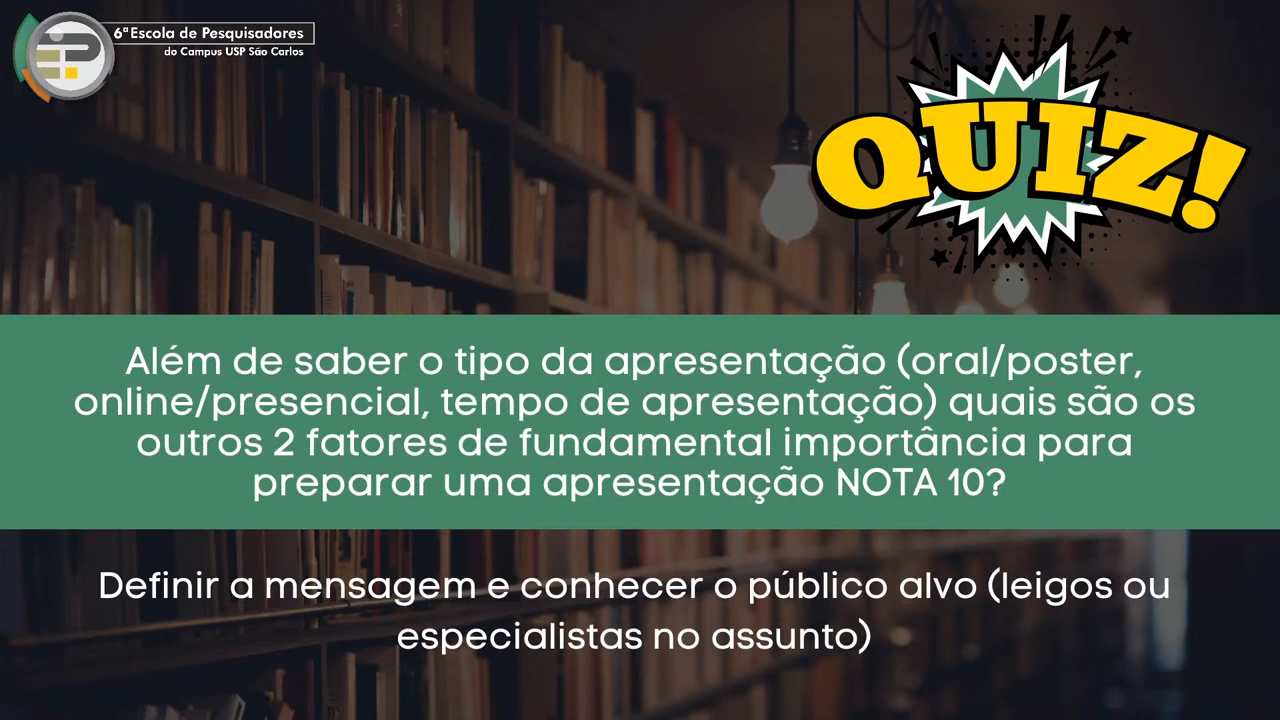 6ª Escola de Pesquisadores
do Campus USP São Carlos
QUIZ!
Além de saber o tipo da apresentação (oral/poster,
online/presencial, tempo de apresentação) quais são os
outros 2 fatores de fundamental importância para
preparar uma apresentação NOTA 10?
Definir a mensagem e conhecer o público alvo (leigos ou
especialistas no assunto)